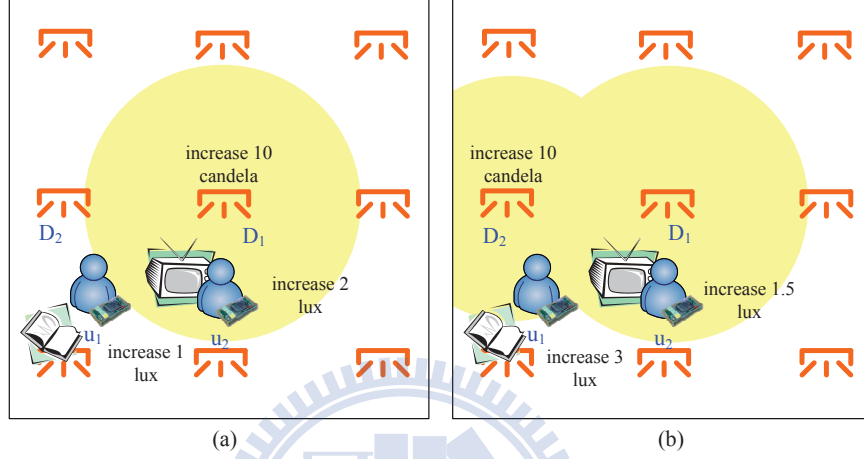 increase 10
candela
D2
D1
increase 2
lux
u1
increase 1
lux
u2
(a)
increase 10
candela
D2
D1
increase 1.5
lux
u1
increase 3
lux
u2
(b)